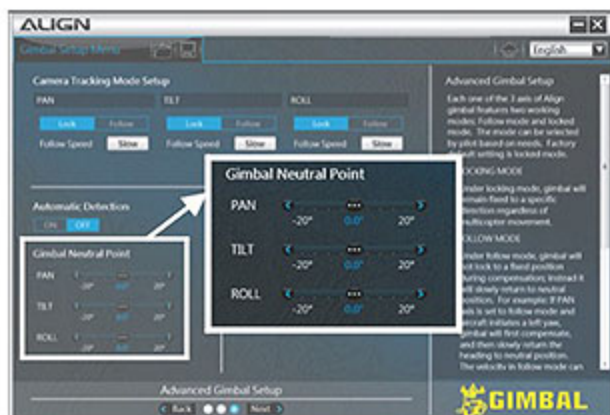 ALIGN
Gimbal Setup Menu
English
Camera Tracking Mode Setup
PAN TILT ROLL
Lock Follow Lock Follow Lock Follow
Follow Speed Slow Follow Speed Slow Follow Speed Slow
Automatic Detection
ON OFF
Gimbal Neutral Point
PAN
-20° 0.0° 20°
TILT
-20° 0.0° 20°
ROLL
-20° 0.0° 20°
Gimbal Neutral Point
PAN
-20° 0.0° 20°
TILT
-20° 0.0° 20°
ROLL
-20° 0.0° 20°
Advanced Gimbal Setup
Back Next
Advanced Gimbal Setup
Each one of the 3 axis of Align
gimbal features two working
modes: Follow mode and locked
mode. The mode can be selected
by pilot based on needs. Factory
default setting is locked mode.
LOCKING MODE
Under locking mode, gimbal will
remain fixed to a specific
direction regardless of
multicopter movement.
FOLLOW MODE
Under follow mode, gimbal will
not lock to a fixed position
during compensation; instead it
will slowly return to neutral
position. For example: If PAN
axis is set to follow mode and
aircraft initiates a left yaw,
gimbal will first compensate,
and then slowly return the
heading to neutral position.
The velocity in follow mode can
GIMBAL